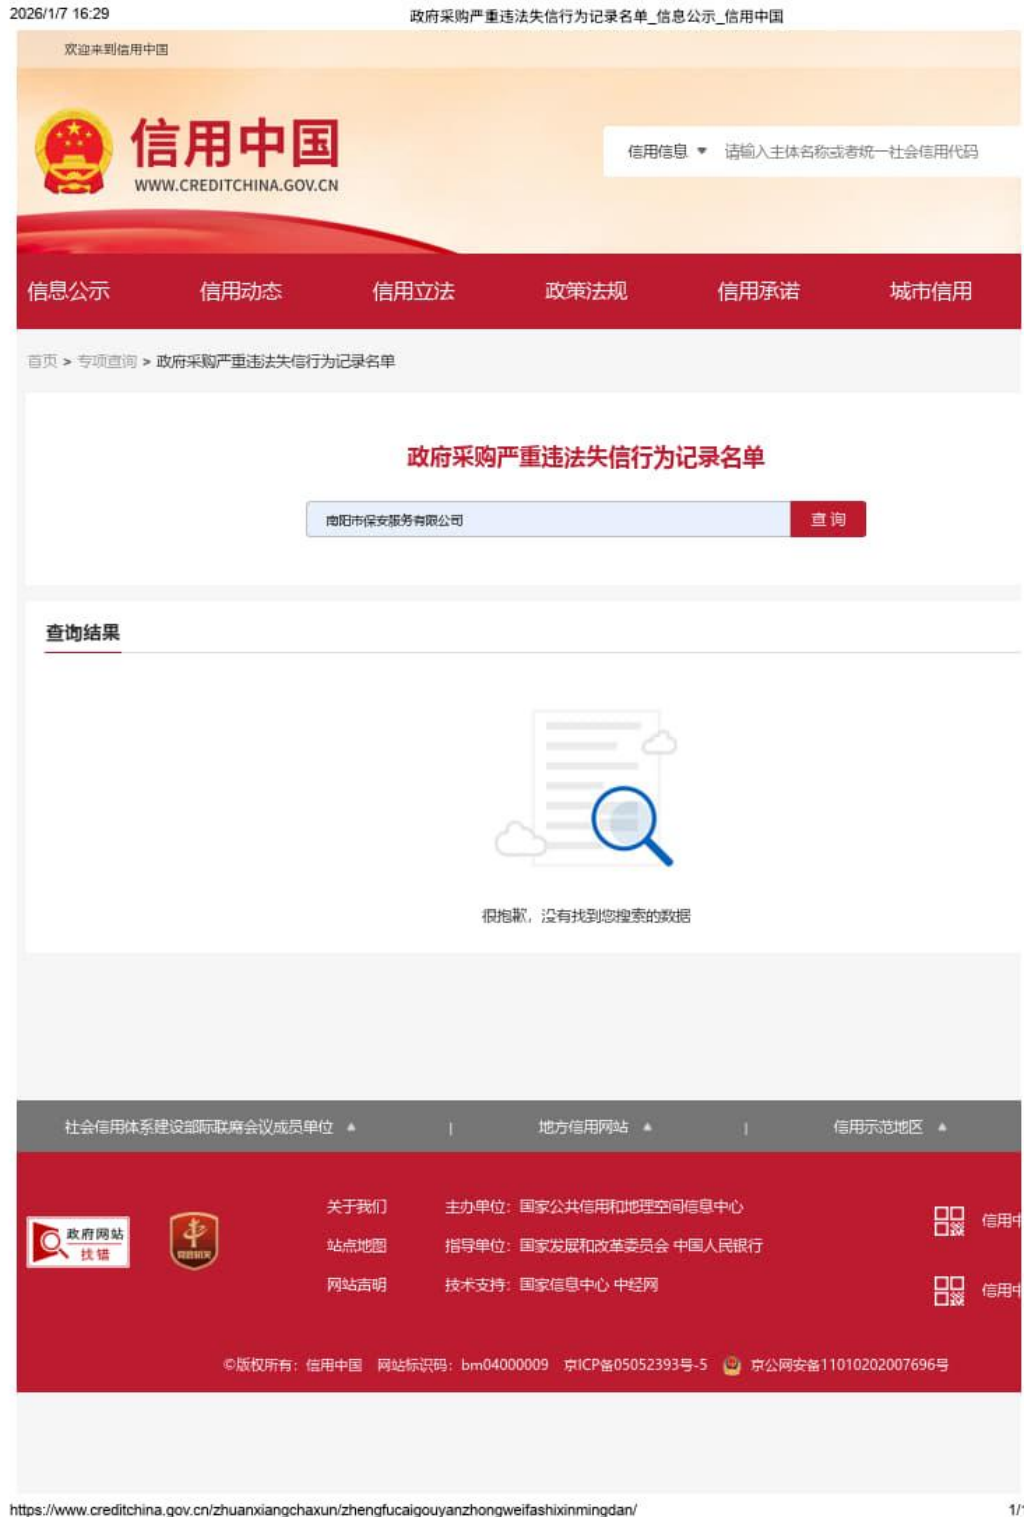 2026/1/7 16:29 政府采购严重违法失信行为记录名单_信息公示_信用中国
欢迎来到信用中国
信用中国
WWW.CREDITCHINA.GOV.CN
信用信息 请输入主体名称或者统一社会信用代码
信息公示 信用动态 信用立法 政策法规 信用承诺 城市信用
首页 > 专项查询 > 政府采购严重违法失信行为记录名单
政府采购严重违法失信行为记录名单
南阳市保安服务有限公司 查询
查询结果
很抱歉，没有找到您搜索的数据
社会信用体系建设部际联席会议成员单位 | 地方信用网站 | 信用示范地区
政府网站
找错
党政机关
关于我们 主办单位：国家公共信用和地理空间信息中心
信用中
站点地图 指导单位：国家发展和改革委员会 中国人民银行
网站声明 技术支持：国家信息中心 中经网
信用中
©版权所有：信用中国 网站标识码：bm04000009 京ICP备05052393号-5 京公网安备11010202007696号
https://www.creditchina.gov.cn/zhuanxiangchaxun/zhengfucaigouyanzhongweifashixinmingdan/ 1/1